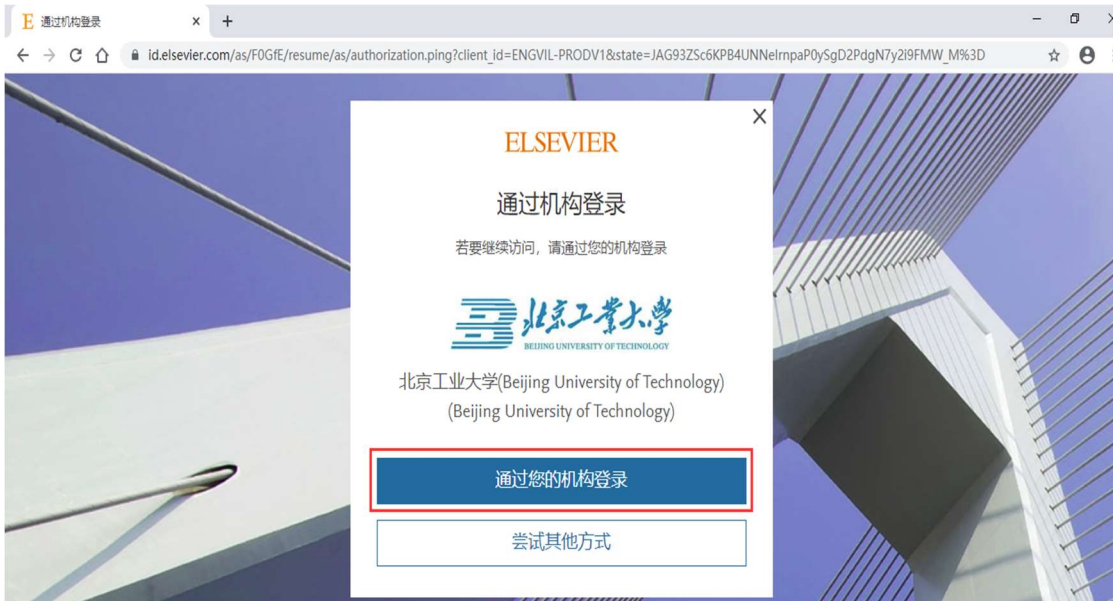 通过机构登录
id.elsevier.com/as/F0GfE/resume/as/authorization.ping?client_id=ENGVIL-PRODV1&state=JAG93ZSc6KPB4UNNelrnpaP0ySgD2PdgN7y2i9FMW_M%3D
ELSEVIER
通过机构登录
若要继续访问，请通过您的机构登录
北京工業大學
BEIJING UNIVERSITY OF TECHNOLOGY
北京工业大学(Beijing University of Technology)
(Beijing University of Technology)
通过您的机构登录
尝试其他方式